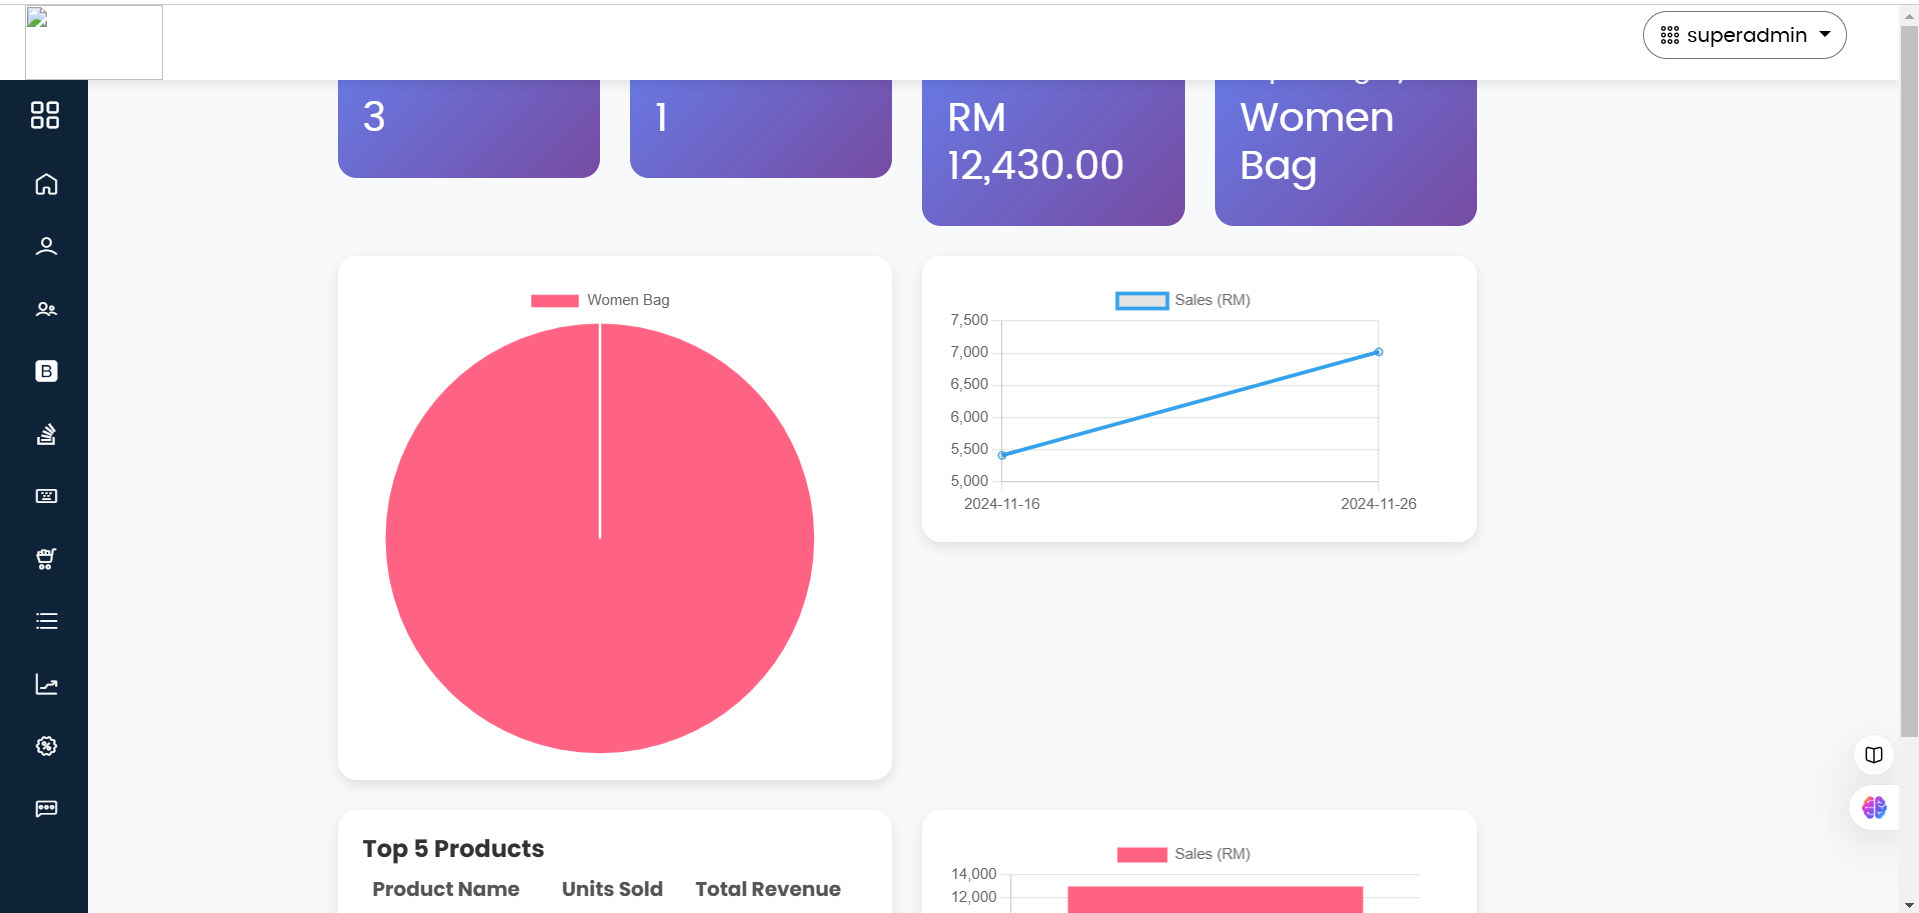 superadmin
3
1
RM
12,430.00
Women
Bag
Women Bag
Sales (RM)
7,500
7,000
6,500
6,000
5,500
5,000
2024-11-16
2024-11-26
B
Top 5 Products
Product Name Units Sold Total Revenue
Sales (RM)
14,000
12,000